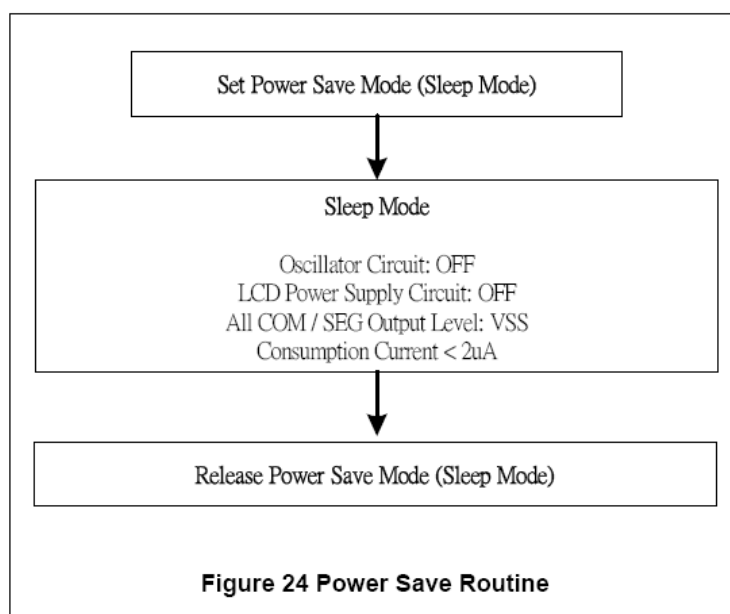 Set Power Save Mode (Sleep Mode)
Sleep Mode
Oscillator Circuit: OFF
LCD Power Supply Circuit: OFF
All COM / SEG Output Level: VSS
Consumption Current < 2uA
Release Power Save Mode (Sleep Mode)
Figure 24 Power Save Routine